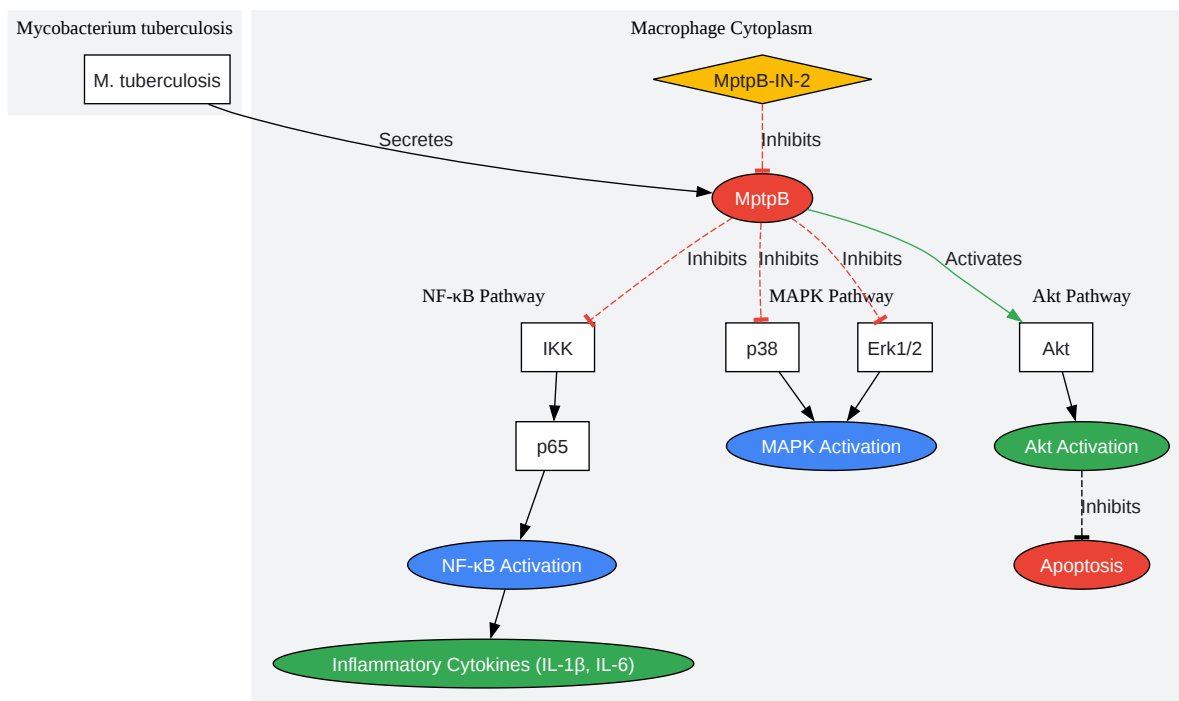 Mycobacterium tuberculosis
Macrophage Cytoplasm
M. tuberculosis
MptpB-IN-2
Secretes
Inhibits
MptpB
Inhibits
Inhibits
Inhibits
Activates
NF-κB Pathway
MAPK Pathway
Akt Pathway
IKK
p38
Erk1/2
Akt
p65
MAPK Activation
Akt Activation
Inhibits
NF-κB Activation
Apoptosis
Inflammatory Cytokines (IL-1β, IL-6)